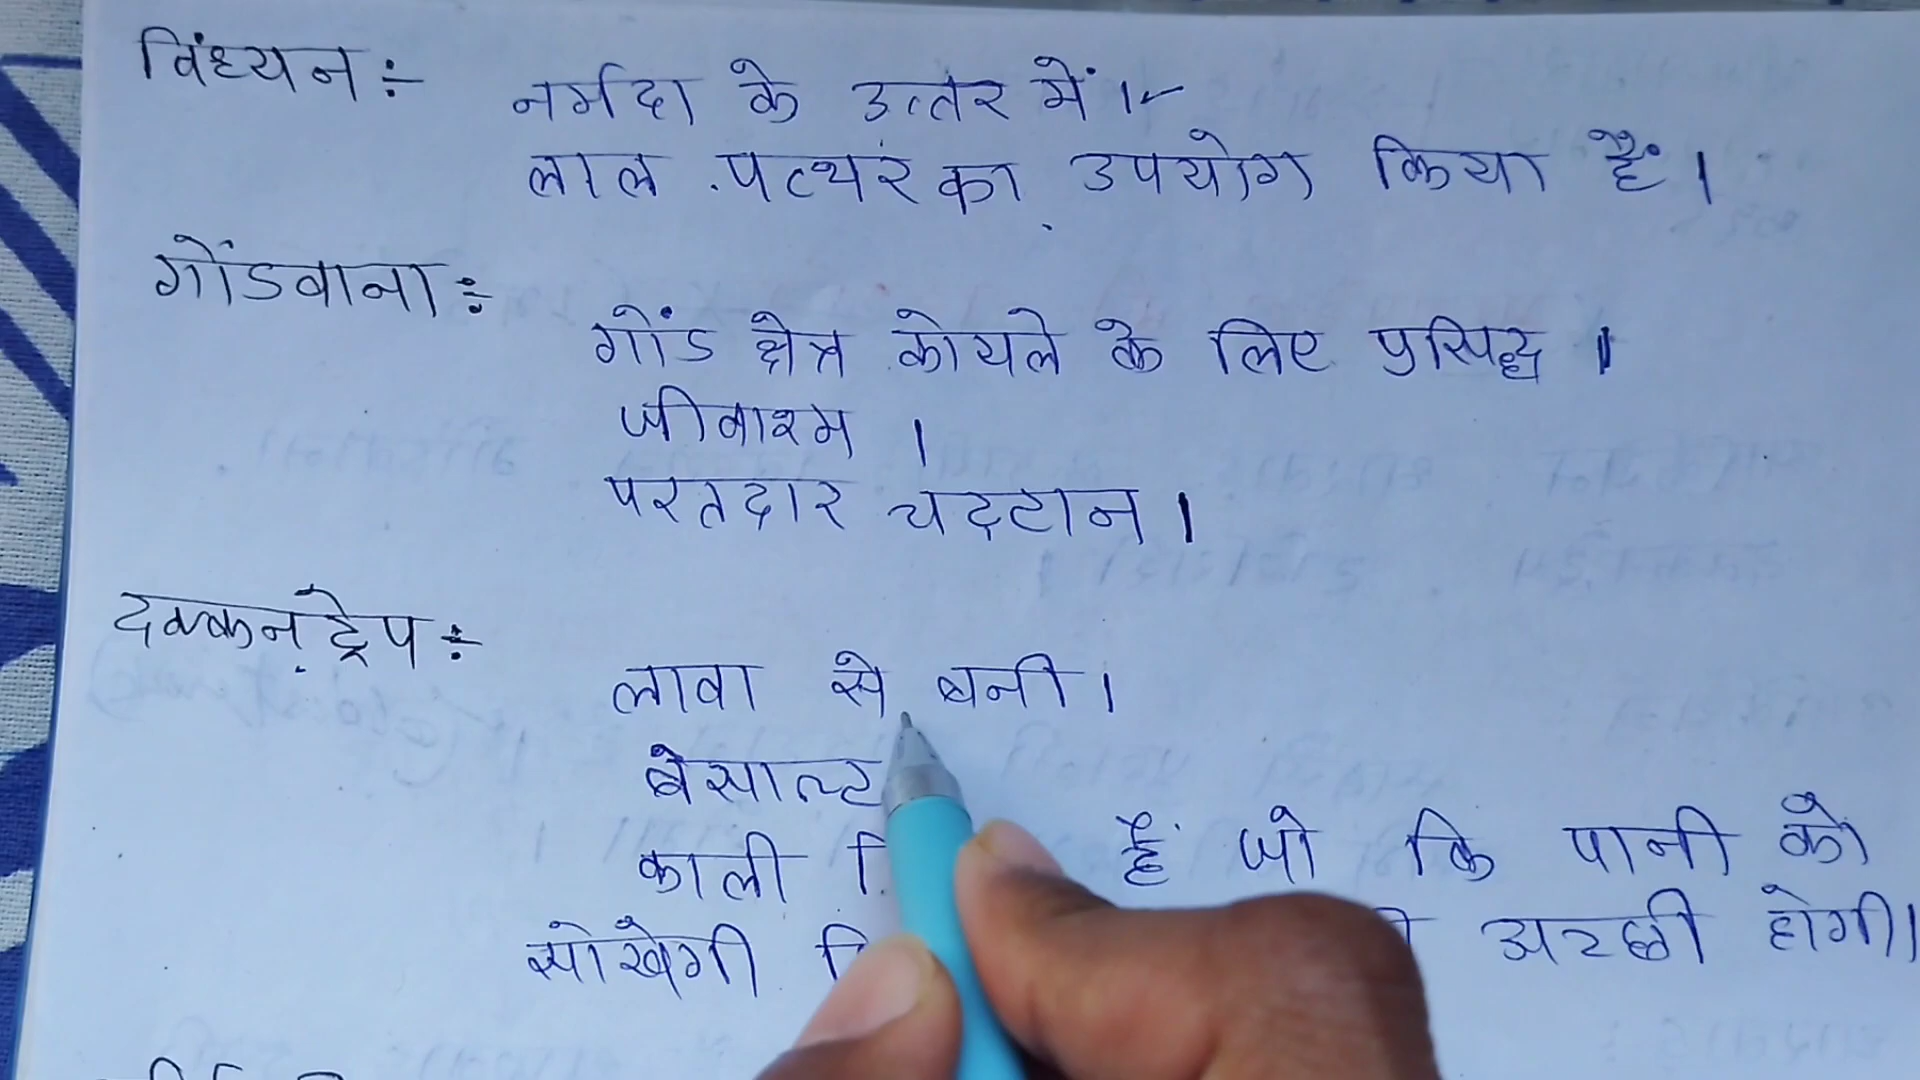 विंध्यन :-
नर्मदा के उत्तर में ।
लाल पत्थर का उपयोग किया हैं ।
गोंडवाना :-
गोंड क्षेत्र कोयले के लिए प्रसिद्ध ।
जीवाश्म ।
परतदार चट्टान ।
दक्कन ट्रेप :-
लावा से बनी ।
बेसाल्ट
काली हैं जो कि पानी को
सोखेगी अच्छी होगी ।